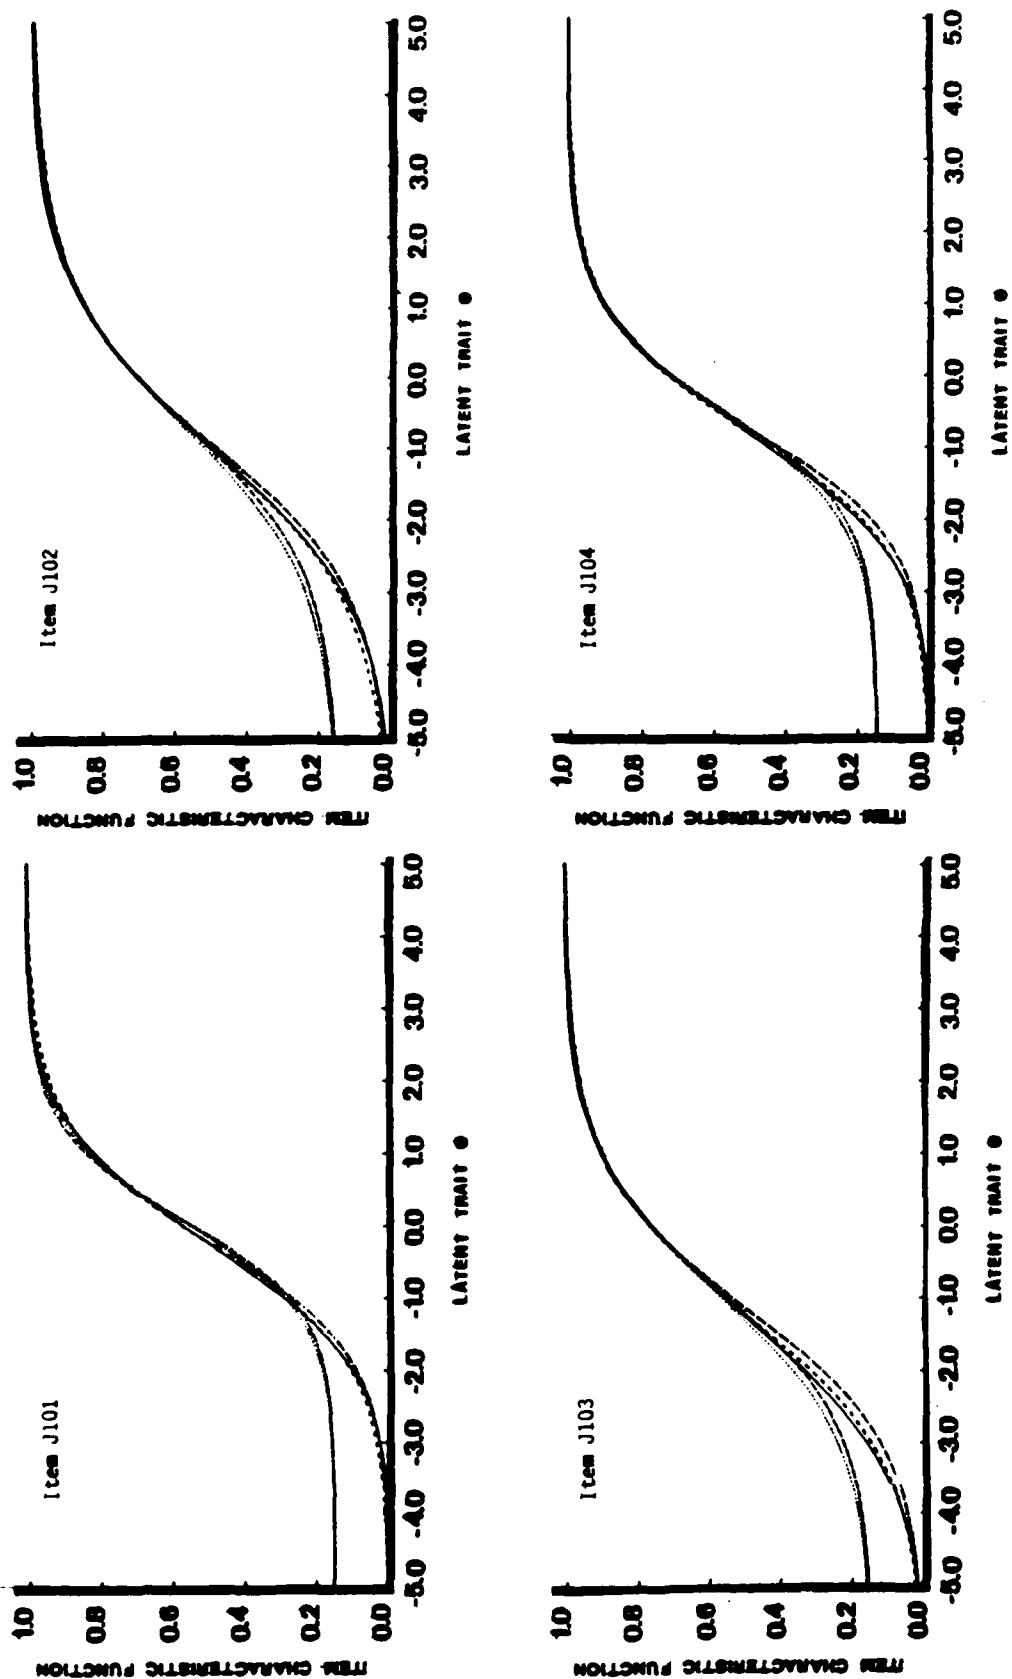 Item J101
ITEM CHARACTERISTIC FUNCTION
1.0
0.8
0.6
0.4
0.2
0.0
-5.0 -4.0 -3.0 -2.0 -1.0 0.0 1.0 2.0 3.0 4.0 5.0
LATENT TRAIT θ
Item J102
ITEM CHARACTERISTIC FUNCTION
1.0
0.8
0.6
0.4
0.2
0.0
-5.0 -4.0 -3.0 -2.0 -1.0 0.0 1.0 2.0 3.0 4.0 5.0
LATENT TRAIT θ
Item J103
ITEM CHARACTERISTIC FUNCTION
1.0
0.8
0.6
0.4
0.2
0.0
-5.0 -4.0 -3.0 -2.0 -1.0 0.0 1.0 2.0 3.0 4.0 5.0
LATENT TRAIT θ
Item J104
ITEM CHARACTERISTIC FUNCTION
1.0
0.8
0.6
0.4
0.2
0.0
-5.0 -4.0 -3.0 -2.0 -1.0 0.0 1.0 2.0 3.0 4.0 5.0
LATENT TRAIT θ